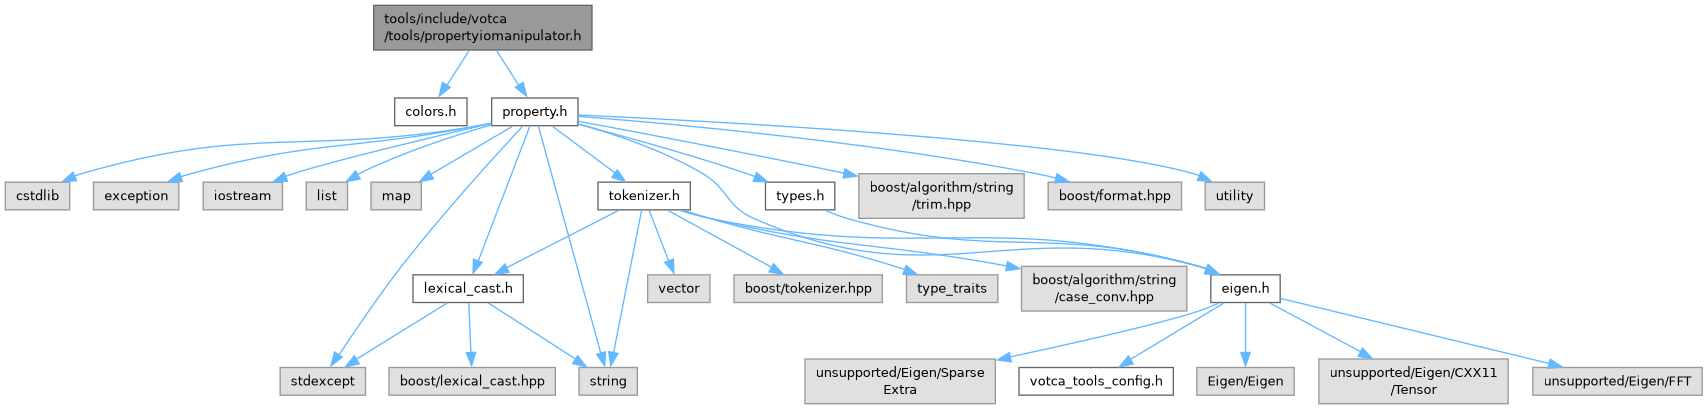 tools/include/votca
/tools/propertyiomanipulator.h
colors.h
property.h
cstdlib
exception
iostream
list
map
tokenizer.h
types.h
boost/algorithm/string
/trim.hpp
boost/format.hpp
utility
lexical_cast.h
vector
boost/tokenizer.hpp
type_traits
boost/algorithm/string
/case_conv.hpp
eigen.h
stdexcept
boost/lexical_cast.hpp
string
unsupported/Eigen/Sparse
Extra
votca_tools_config.h
Eigen/Eigen
unsupported/Eigen/CXX11
/Tensor
unsupported/Eigen/FFT